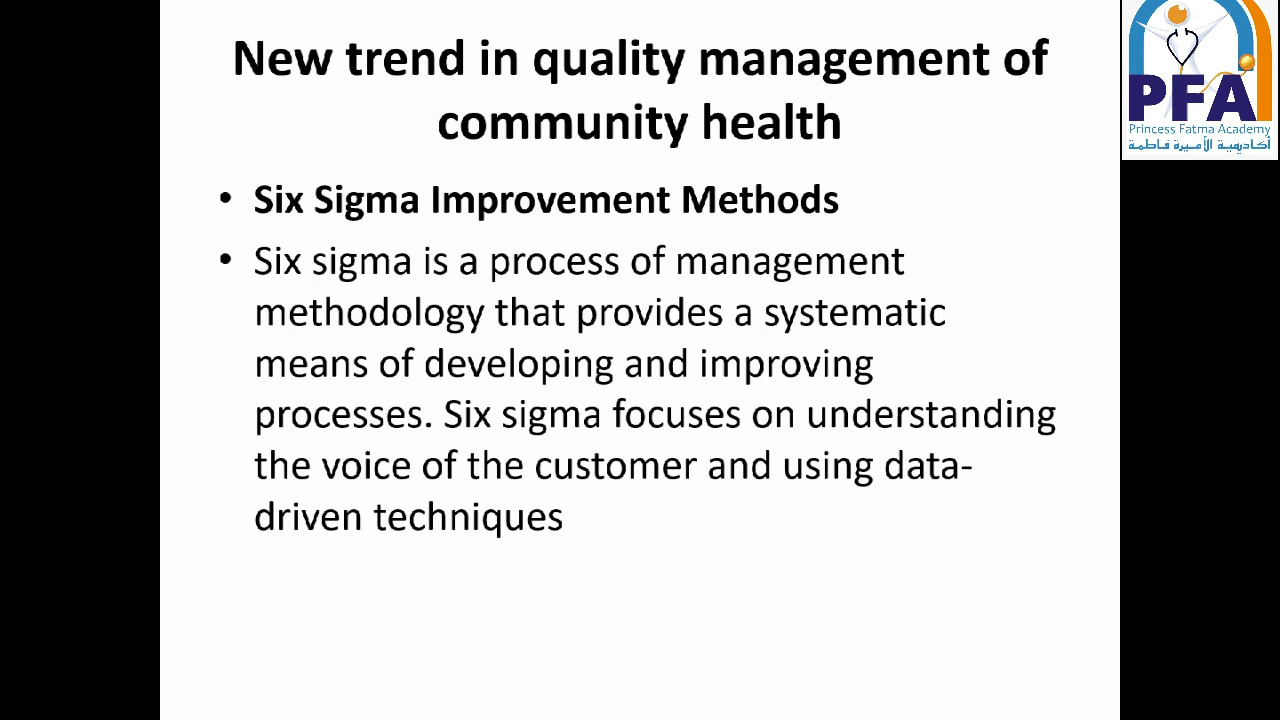 New trend in quality management of
community health
• Six Sigma Improvement Methods
• Six sigma is a process of management
methodology that provides a systematic
means of developing and improving
processes. Six sigma focuses on understanding
the voice of the customer and using data-
driven techniques
PFA
Princess Fatma Academy
أكاديمية الأميرة فاطمة